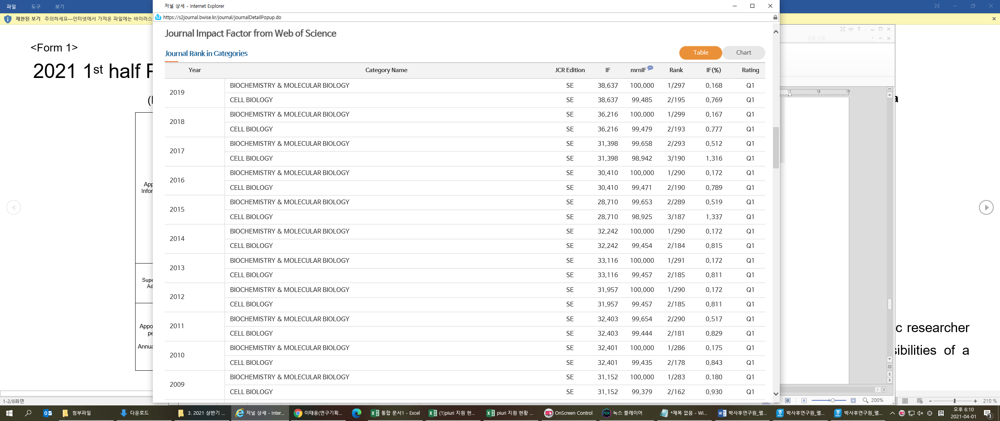 파일 도구 보기
저널 상세 - Internet Explorer
제한된 보기 주의하세요—인터넷에서 가져온 파일에는 바이러스
https://s2journal.bwise.kr/journal/journalDetailPopup.do
<Form 1>
2021 1st half
Journal Impact Factor from Web of Science
Journal Rank in Categories
Table Chart
Year Category Name JCR Edition IF mrnIF Rank IF(%) Rating
2019 BIOCHEMISTRY & MOLECULAR BIOLOGY SE 38.637 100.000 1/297 0.168 Q1
CELL BIOLOGY SE 38.637 99.485 2/195 0.769 Q1
2018 BIOCHEMISTRY & MOLECULAR BIOLOGY SE 36.216 100.000 1/299 0.167 Q1
CELL BIOLOGY SE 36.216 99.479 2/193 0.777 Q1
2017 BIOCHEMISTRY & MOLECULAR BIOLOGY SE 31.398 99.658 2/293 0.512 Q1
CELL BIOLOGY SE 31.398 98.942 3/190 1.316 Q1
2016 BIOCHEMISTRY & MOLECULAR BIOLOGY SE 30.410 100.000 1/290 0.172 Q1
CELL BIOLOGY SE 30.410 99.471 2/190 0.789 Q1
2015 BIOCHEMISTRY & MOLECULAR BIOLOGY SE 28.710 99.653 2/289 0.519 Q1
CELL BIOLOGY SE 28.710 98.925 3/187 1.337 Q1
2014 BIOCHEMISTRY & MOLECULAR BIOLOGY SE 32.242 100.000 1/290 0.172 Q1
CELL BIOLOGY SE 32.242 99.454 2/184 0.815 Q1
2013 BIOCHEMISTRY & MOLECULAR BIOLOGY SE 33.116 100.000 1/291 0.172 Q1
CELL BIOLOGY SE 33.116 99.457 2/185 0.811 Q1
2012 BIOCHEMISTRY & MOLECULAR BIOLOGY SE 31.957 100.000 1/290 0.172 Q1
CELL BIOLOGY SE 31.957 99.457 2/185 0.811 Q1
2011 BIOCHEMISTRY & MOLECULAR BIOLOGY SE 32.403 99.654 2/290 0.517 Q1
CELL BIOLOGY SE 32.403 99.444 2/181 0.829 Q1
2010 BIOCHEMISTRY & MOLECULAR BIOLOGY SE 32.401 100.000 1/286 0.175 Q1
CELL BIOLOGY SE 32.401 99.435 2/178 0.843 Q1
2009 BIOCHEMISTRY & MOLECULAR BIOLOGY SE 31.152 100.000 1/283 0.180 Q1
CELL BIOLOGY SE 31.152 99.379 2/162 0.930 Q1
App
Infor
Supe
Ad
Appo
pe
Annua
찾을 내용
17 18 19
a
c researcher
sibilities of a
1-2/8화면
200%
210 %
첨부파일 다운로드 3. 2021 상반기 ... 저널 상세 - Inter... 이태웅(연구기획... 통합 문서1 - Excel (1)piuri 지원 현... piuri 지원 현황 ... OnScreen Control 녹스 플레이어 *제목 없음 - Wi... 박사후연구원_펠... 박사후연구원_펠... 박사후연구원_펠...
오후 6:10
2021-04-01
3